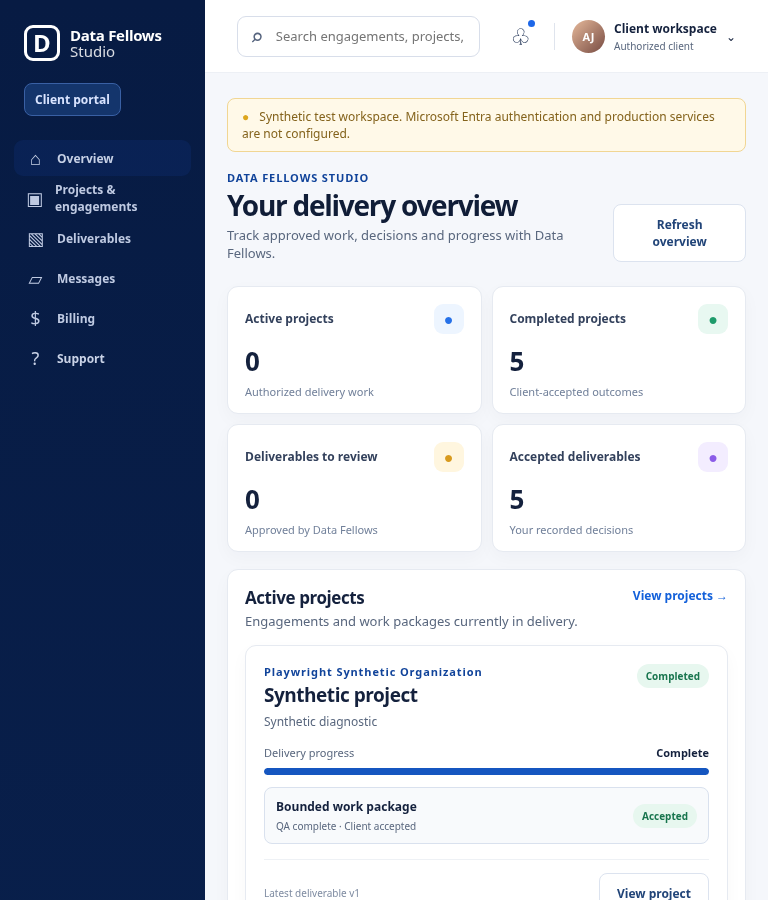 D Data Fellows
Studio
Client portal
Overview
Projects &
engagements
Deliverables
Messages
$ Billing
? Support
Search engagements, projects,
AJ
Client workspace
Authorized client
Synthetic test workspace. Microsoft Entra authentication and production services
are not configured.
DATA FELLOWS STUDIO
Your delivery overview
Track approved work, decisions and progress with Data
Fellows.
Refresh
overview
Active projects
0
Authorized delivery work
Completed projects
5
Client-accepted outcomes
Deliverables to review
0
Approved by Data Fellows
Accepted deliverables
5
Your recorded decisions
Active projects
View projects →
Engagements and work packages currently in delivery.
Playwright Synthetic Organization
Completed
Synthetic project
Synthetic diagnostic
Delivery progress
Complete
Bounded work package
QA complete · Client accepted
Accepted
Latest deliverable v1
View project